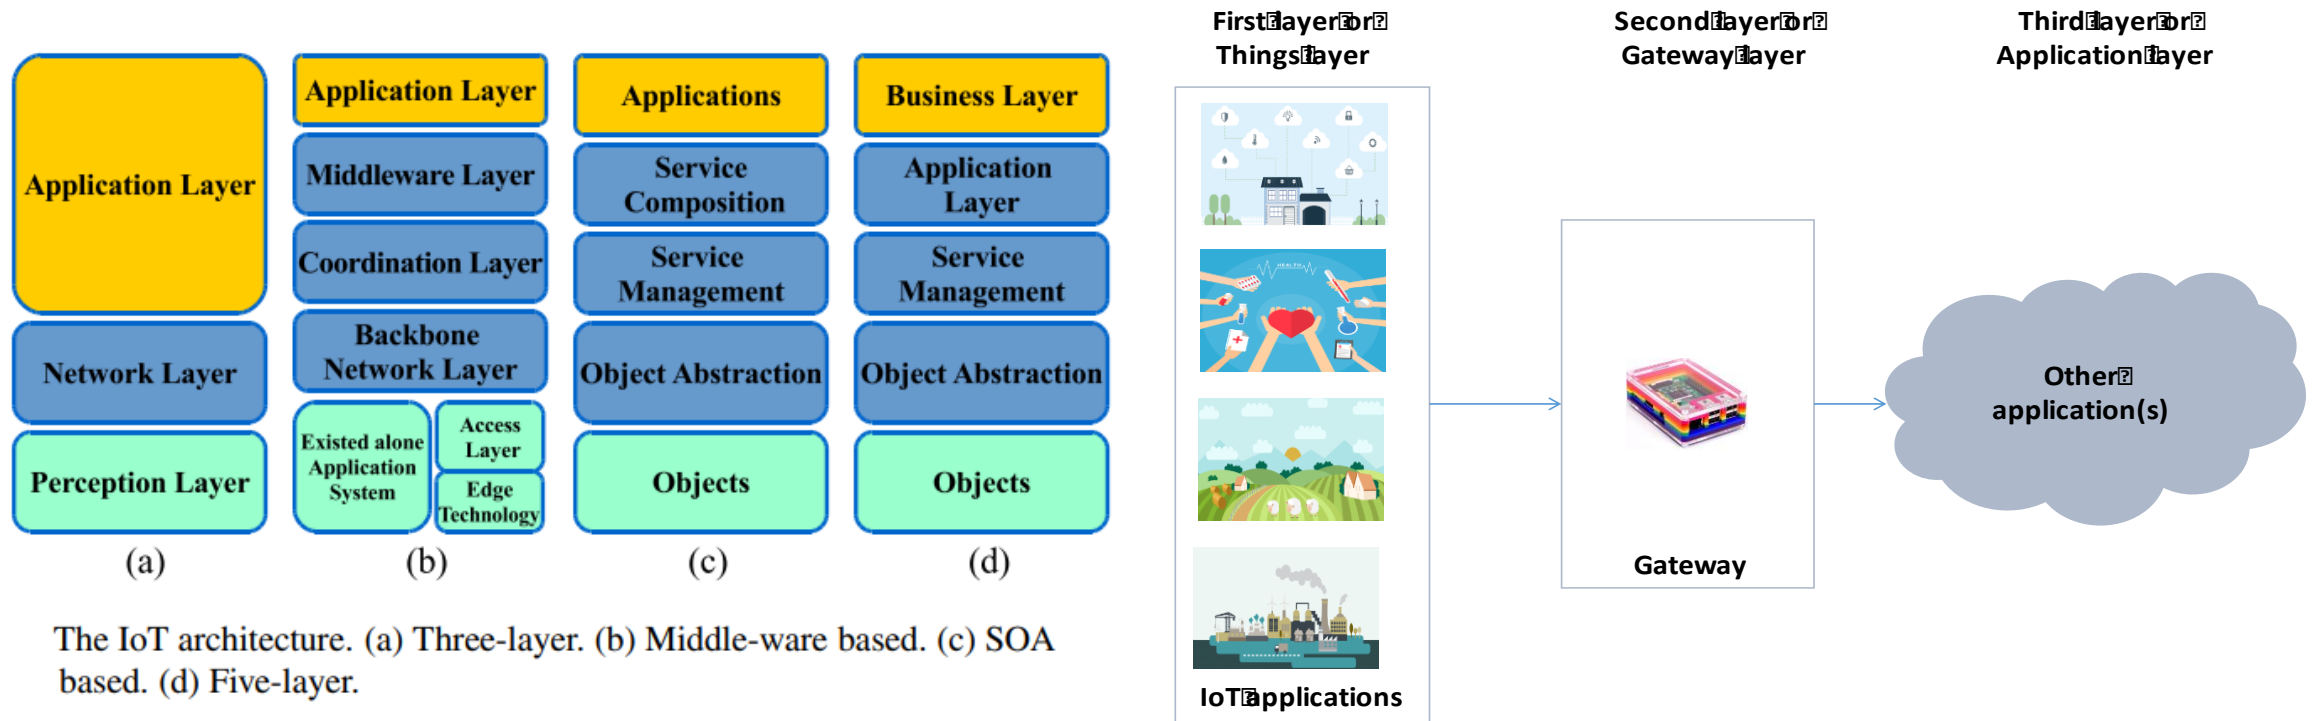 Application Layer
Network Layer
Perception Layer
(a)
Application Layer
Middleware Layer
Coordination Layer
Backbone
Network Layer
Existed alone
Application
System
Access
Layer
Edge
Technology
(b)
Applications
Service
Composition
Service
Management
Object Abstraction
Objects
(c)
Business Layer
Application
Layer
Service
Management
Object Abstraction
Objects
(d)
The IoT architecture. (a) Three-layer. (b) Middle-ware based. (c) SOA
based. (d) Five-layer.
First⍰layer⍰or⍰
Things⍰layer
HEALTH
IoT⍰applications
Second⍰layer⍰or⍰
Gateway⍰layer
Gateway
Third⍰layer⍰or⍰
Application⍰layer
Other⍰
application(s)